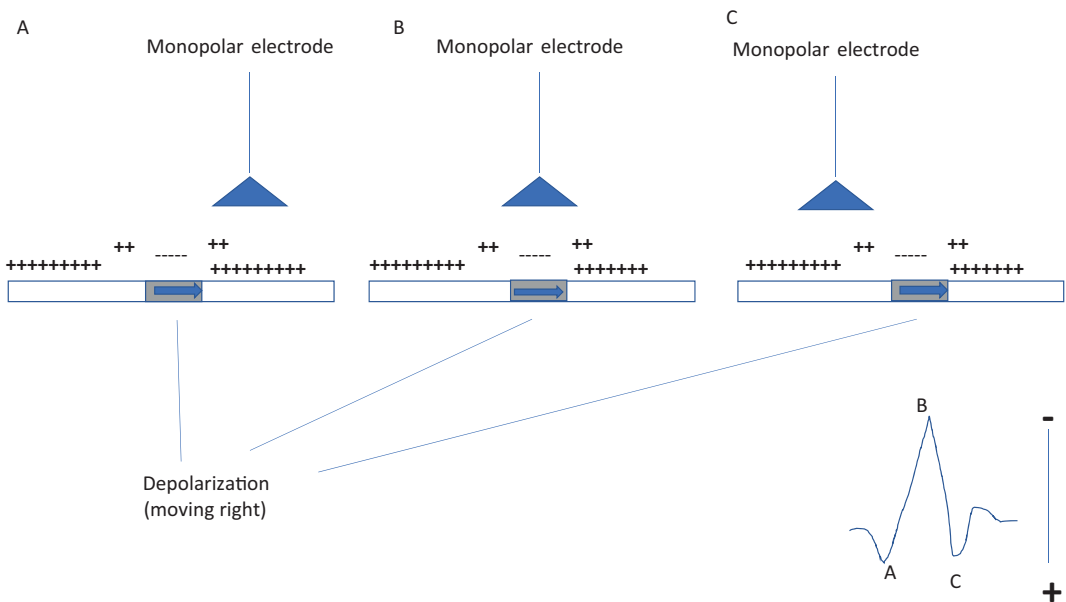 A
Monopolar electrode
++
-----
++
+++++++++
+++++++++
B
Monopolar electrode
++
-----
++
+++++++++
+++++++
C
Monopolar electrode
++
-----
++
+++++++++
+++++++
Depolarization
(moving right)
B
-
A
C
+